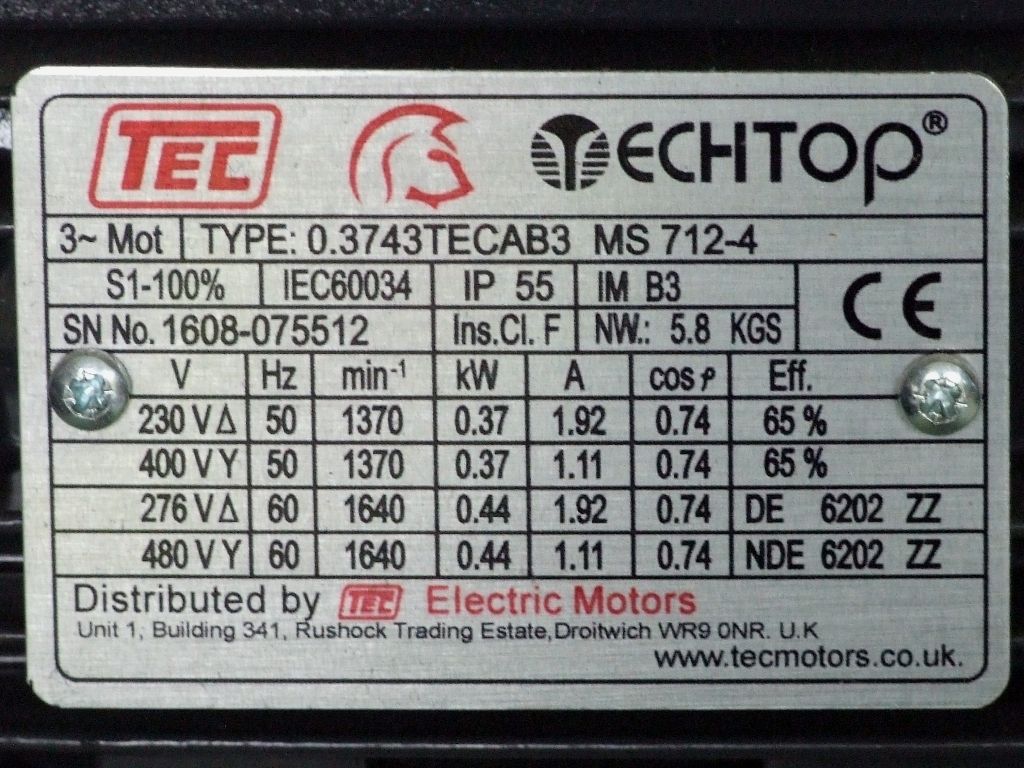 TEC TECHTOP®
3~ Mot TYPE: 0.3743TECAB3 MS 712-4
S1-100% IEC60034 IP 55 IM B3 CE
SN No. 1608-075512 Ins.Cl. F NW.: 5.8 KGS
V Hz min-1 kW A cos φ Eff.
230 V Δ 50 1370 0.37 1.92 0.74 65 %
400 V Y 50 1370 0.37 1.11 0.74 65 %
276 V Δ 60 1640 0.44 1.92 0.74 DE 6202 ZZ
480 V Y 60 1640 0.44 1.11 0.74 NDE 6202 ZZ
Distributed by TEC Electric Motors
Unit 1, Building 341, Rushock Trading Estate,Droitwich WR9 0NR. U.K
www.tecmotors.co.uk.